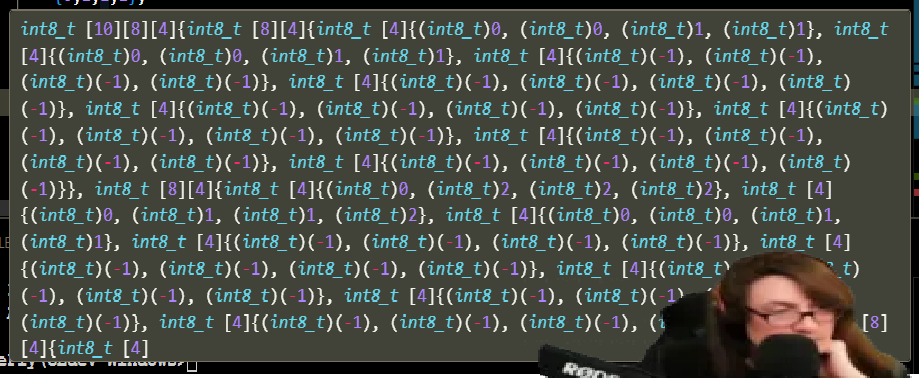 int8_t [10][8][4]{int8_t [8][4]{int8_t [4]{(int8_t)0, (int8_t)0, (int8_t)1, (int8_t)1}, int8_t
[4]{(int8_t)0, (int8_t)0, (int8_t)1, (int8_t)1}, int8_t [4]{(int8_t)(-1), (int8_t)(-1),
(int8_t)(-1), (int8_t)(-1)}, int8_t [4]{(int8_t)(-1), (int8_t)(-1), (int8_t)(-1), (int8_t)
(-1)}, int8_t [4]{(int8_t)(-1), (int8_t)(-1), (int8_t)(-1), (int8_t)(-1)}, int8_t [4]{(int8_t)
(-1), (int8_t)(-1), (int8_t)(-1), (int8_t)(-1)}, int8_t [4]{(int8_t)(-1), (int8_t)(-1),
(int8_t)(-1), (int8_t)(-1)}, int8_t [4]{(int8_t)(-1), (int8_t)(-1), (int8_t)(-1), (int8_t)
(-1)}}, int8_t [8][4]{int8_t [4]{(int8_t)0, (int8_t)2, (int8_t)2, (int8_t)2}, int8_t [4]
{(int8_t)0, (int8_t)1, (int8_t)1, (int8_t)2}, int8_t [4]{(int8_t)0, (int8_t)0, (int8_t)1,
(int8_t)1}, int8_t [4]{(int8_t)(-1), (int8_t)(-1), (int8_t)(-1), (int8_t)(-1)}, int8_t [4]
{(int8_t)(-1), (int8_t)(-1), (int8_t)(-1), (int8_t)(-1)}, int8_t [4]{(int8_t)
(-1), (int8_t)(-1), (int8_t)(-1), (int8_t)(-1)}, int8_t [4]{(int8_t)(-1), (int8_t)(-1),
(int8_t)(-1), (int8_t)(-1)}, int8_t [4]{(int8_t)(-1), (int8_t)(-1), (int8_t)(-1), [8]
[4]{int8_t [4]